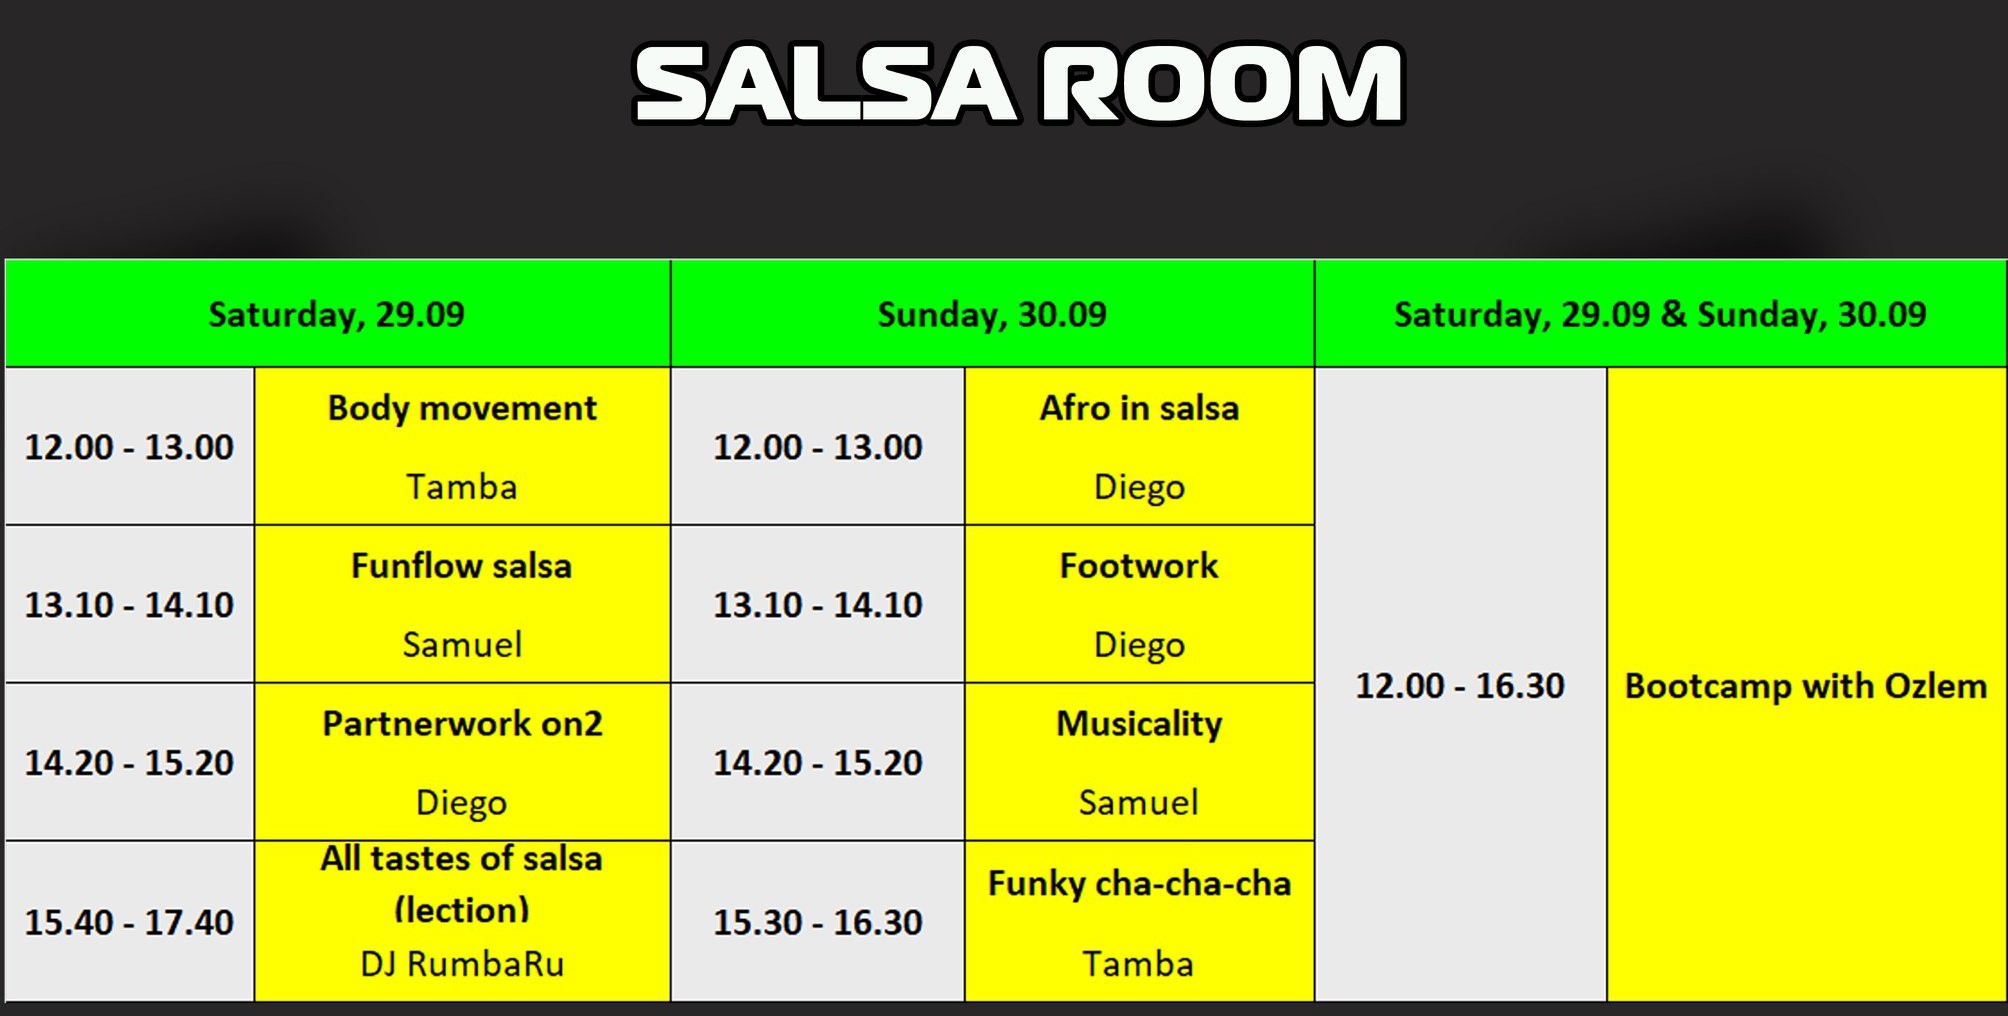 SALSA ROOM
Saturday, 29.09
Sunday, 30.09
Saturday, 29.09 & Sunday, 30.09
12.00 - 13.00
Body movement
Tamba
12.00 - 13.00
Afro in salsa
Diego
13.10 - 14.10
Funflow salsa
Samuel
13.10 - 14.10
Footwork
Diego
12.00 - 16.30
Bootcamp with Ozlem
14.20 - 15.20
Partnerwork on2
Diego
14.20 - 15.20
Musicality
Samuel
15.40 - 17.40
All tastes of salsa
(lection)
DJ RumbaRu
15.30 - 16.30
Funky cha-cha-cha
Tamba